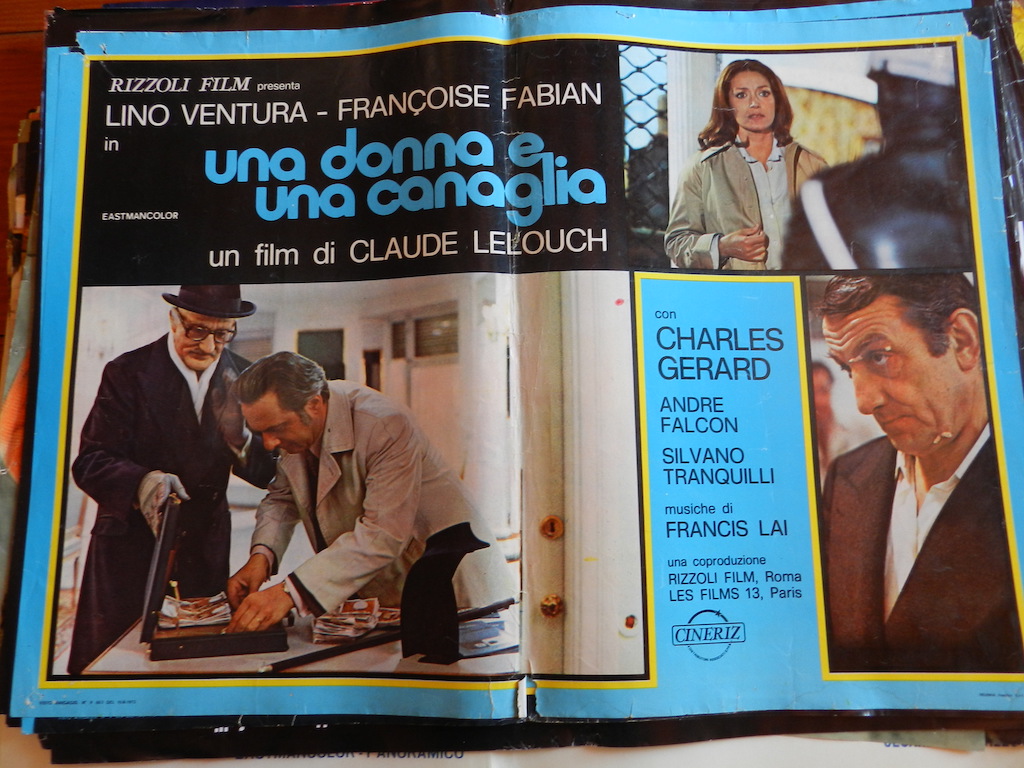 RIZZOLI FILM presenta
LINO VENTURA - FRANÇOISE FABIAN
in
una donna e
una canaglia
EASTMANCOLOR
un film di CLAUDE LELOUCH
con
CHARLES
GERARD
ANDRE
FALCON
SILVANO
TRANQUILLI
musiche di
FRANCIS LAI
una coproduzione
RIZZOLI FILM, Roma
LES FILMS 13, Paris
CINERIZ
EASTMANCOLOR - PANORAMICO